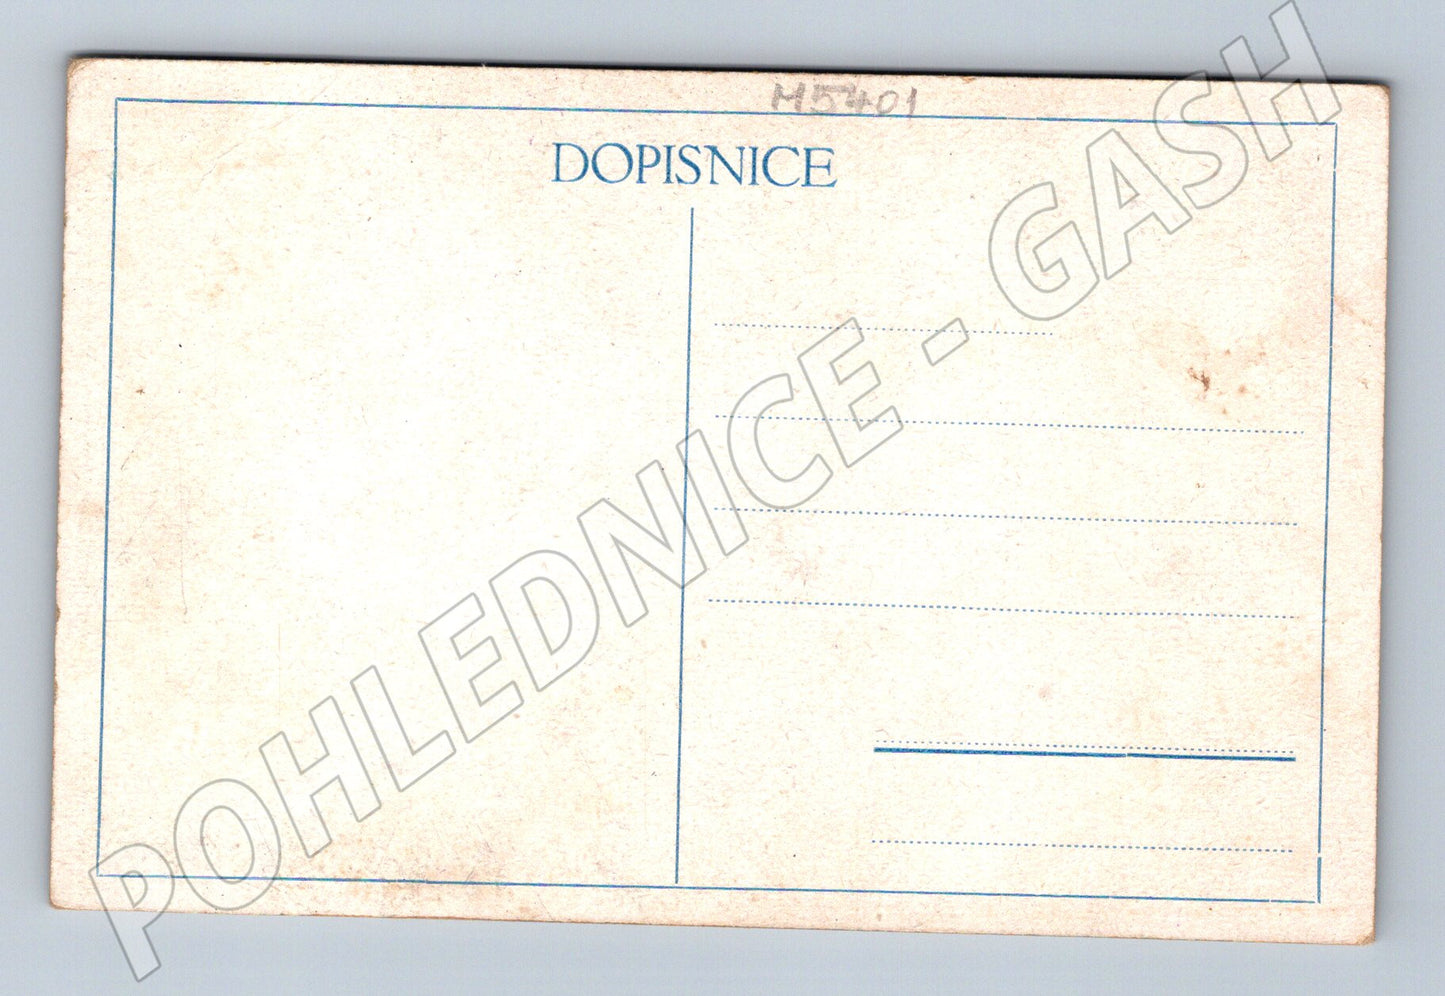 M5401
DOPISNICE
POHLEDNICE - GASH